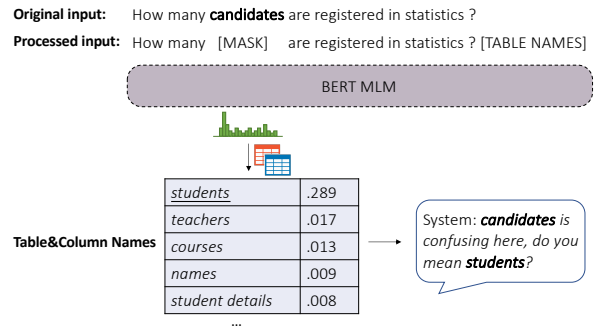 Original input: How many candidates are registered in statistics ?
Processed input: How many [MASK] are registered in statistics ? [TABLE NAMES]
BERT MLM
students .289
teachers .017
Table&Column Names courses .013
names .009
student details .008
...
System: candidates is
confusing here, do you
mean students?